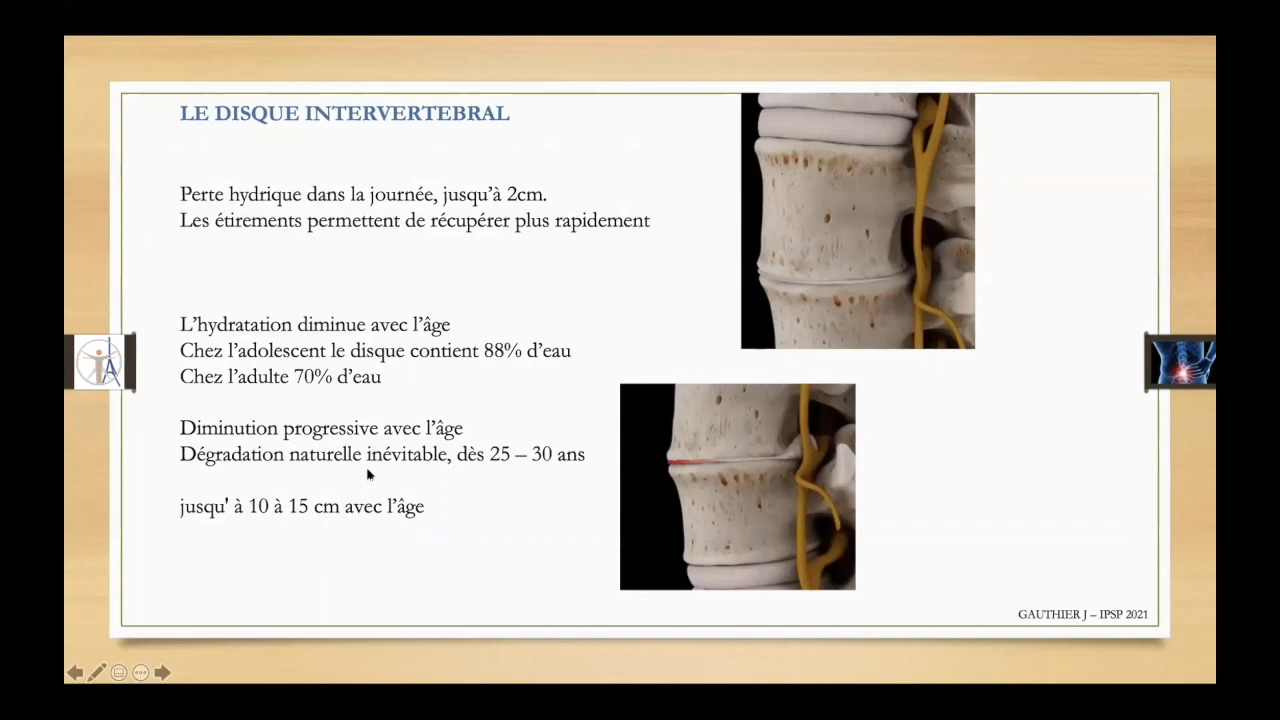 LE DISQUE INTERVERTEBRAL
Perte hydrique dans la journée, jusqu’à 2cm.
Les étirements permettent de récupérer plus rapidement
L’hydratation diminue avec l’âge
Chez l’adolescent le disque contient 88% d’eau
Chez l’adulte 70% d’eau
Diminution progressive avec l’âge
Dégradation naturelle inévitable, dès 25 – 30 ans
jusqu' à 10 à 15 cm avec l’âge
GAUTHIER J – IPSP 2021